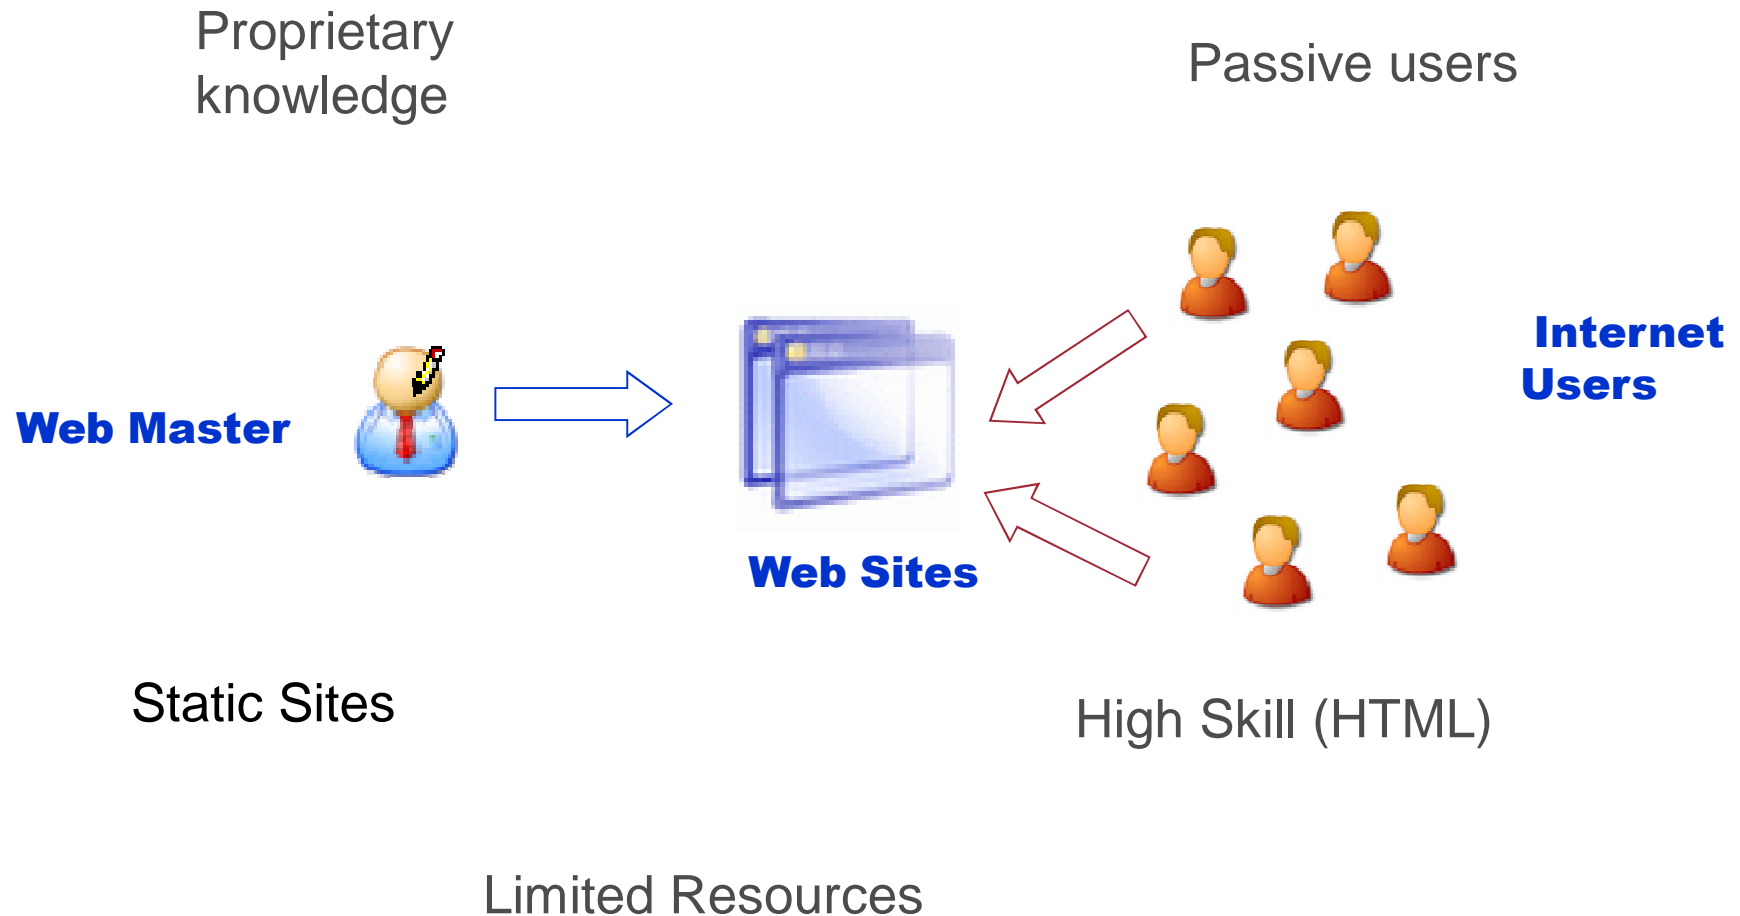 Proprietary
knowledge
Passive users
Internet
Users
Web Master
Web Sites
Static Sites
High Skill (HTML)
Limited Resources